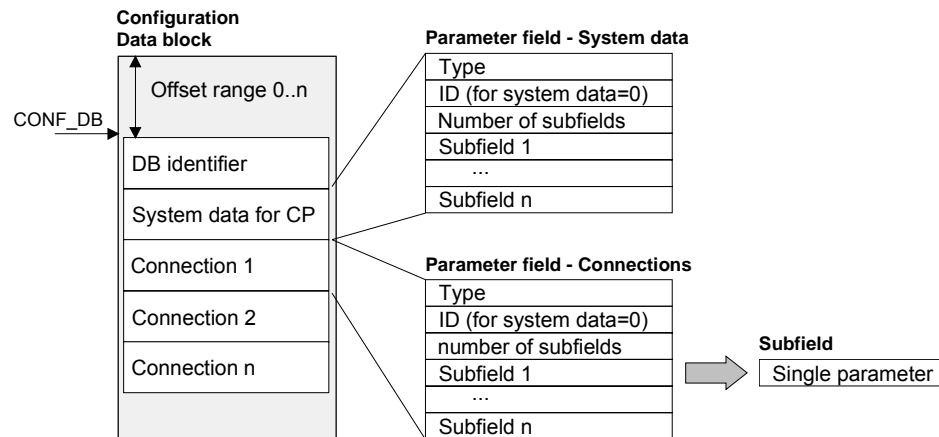 Configuration
Data block
Offset range 0..n
CONF_DB
DB identifier
System data for CP
Connection 1
Connection 2
Connection n
Parameter field - System data
Type
ID (for system data=0)
Number of subfields
Subfield 1
...
Subfield n
Parameter field - Connections
Type
ID (for system data=0)
number of subfields
Subfield 1
...
Subfield n
Subfield
Single parameter